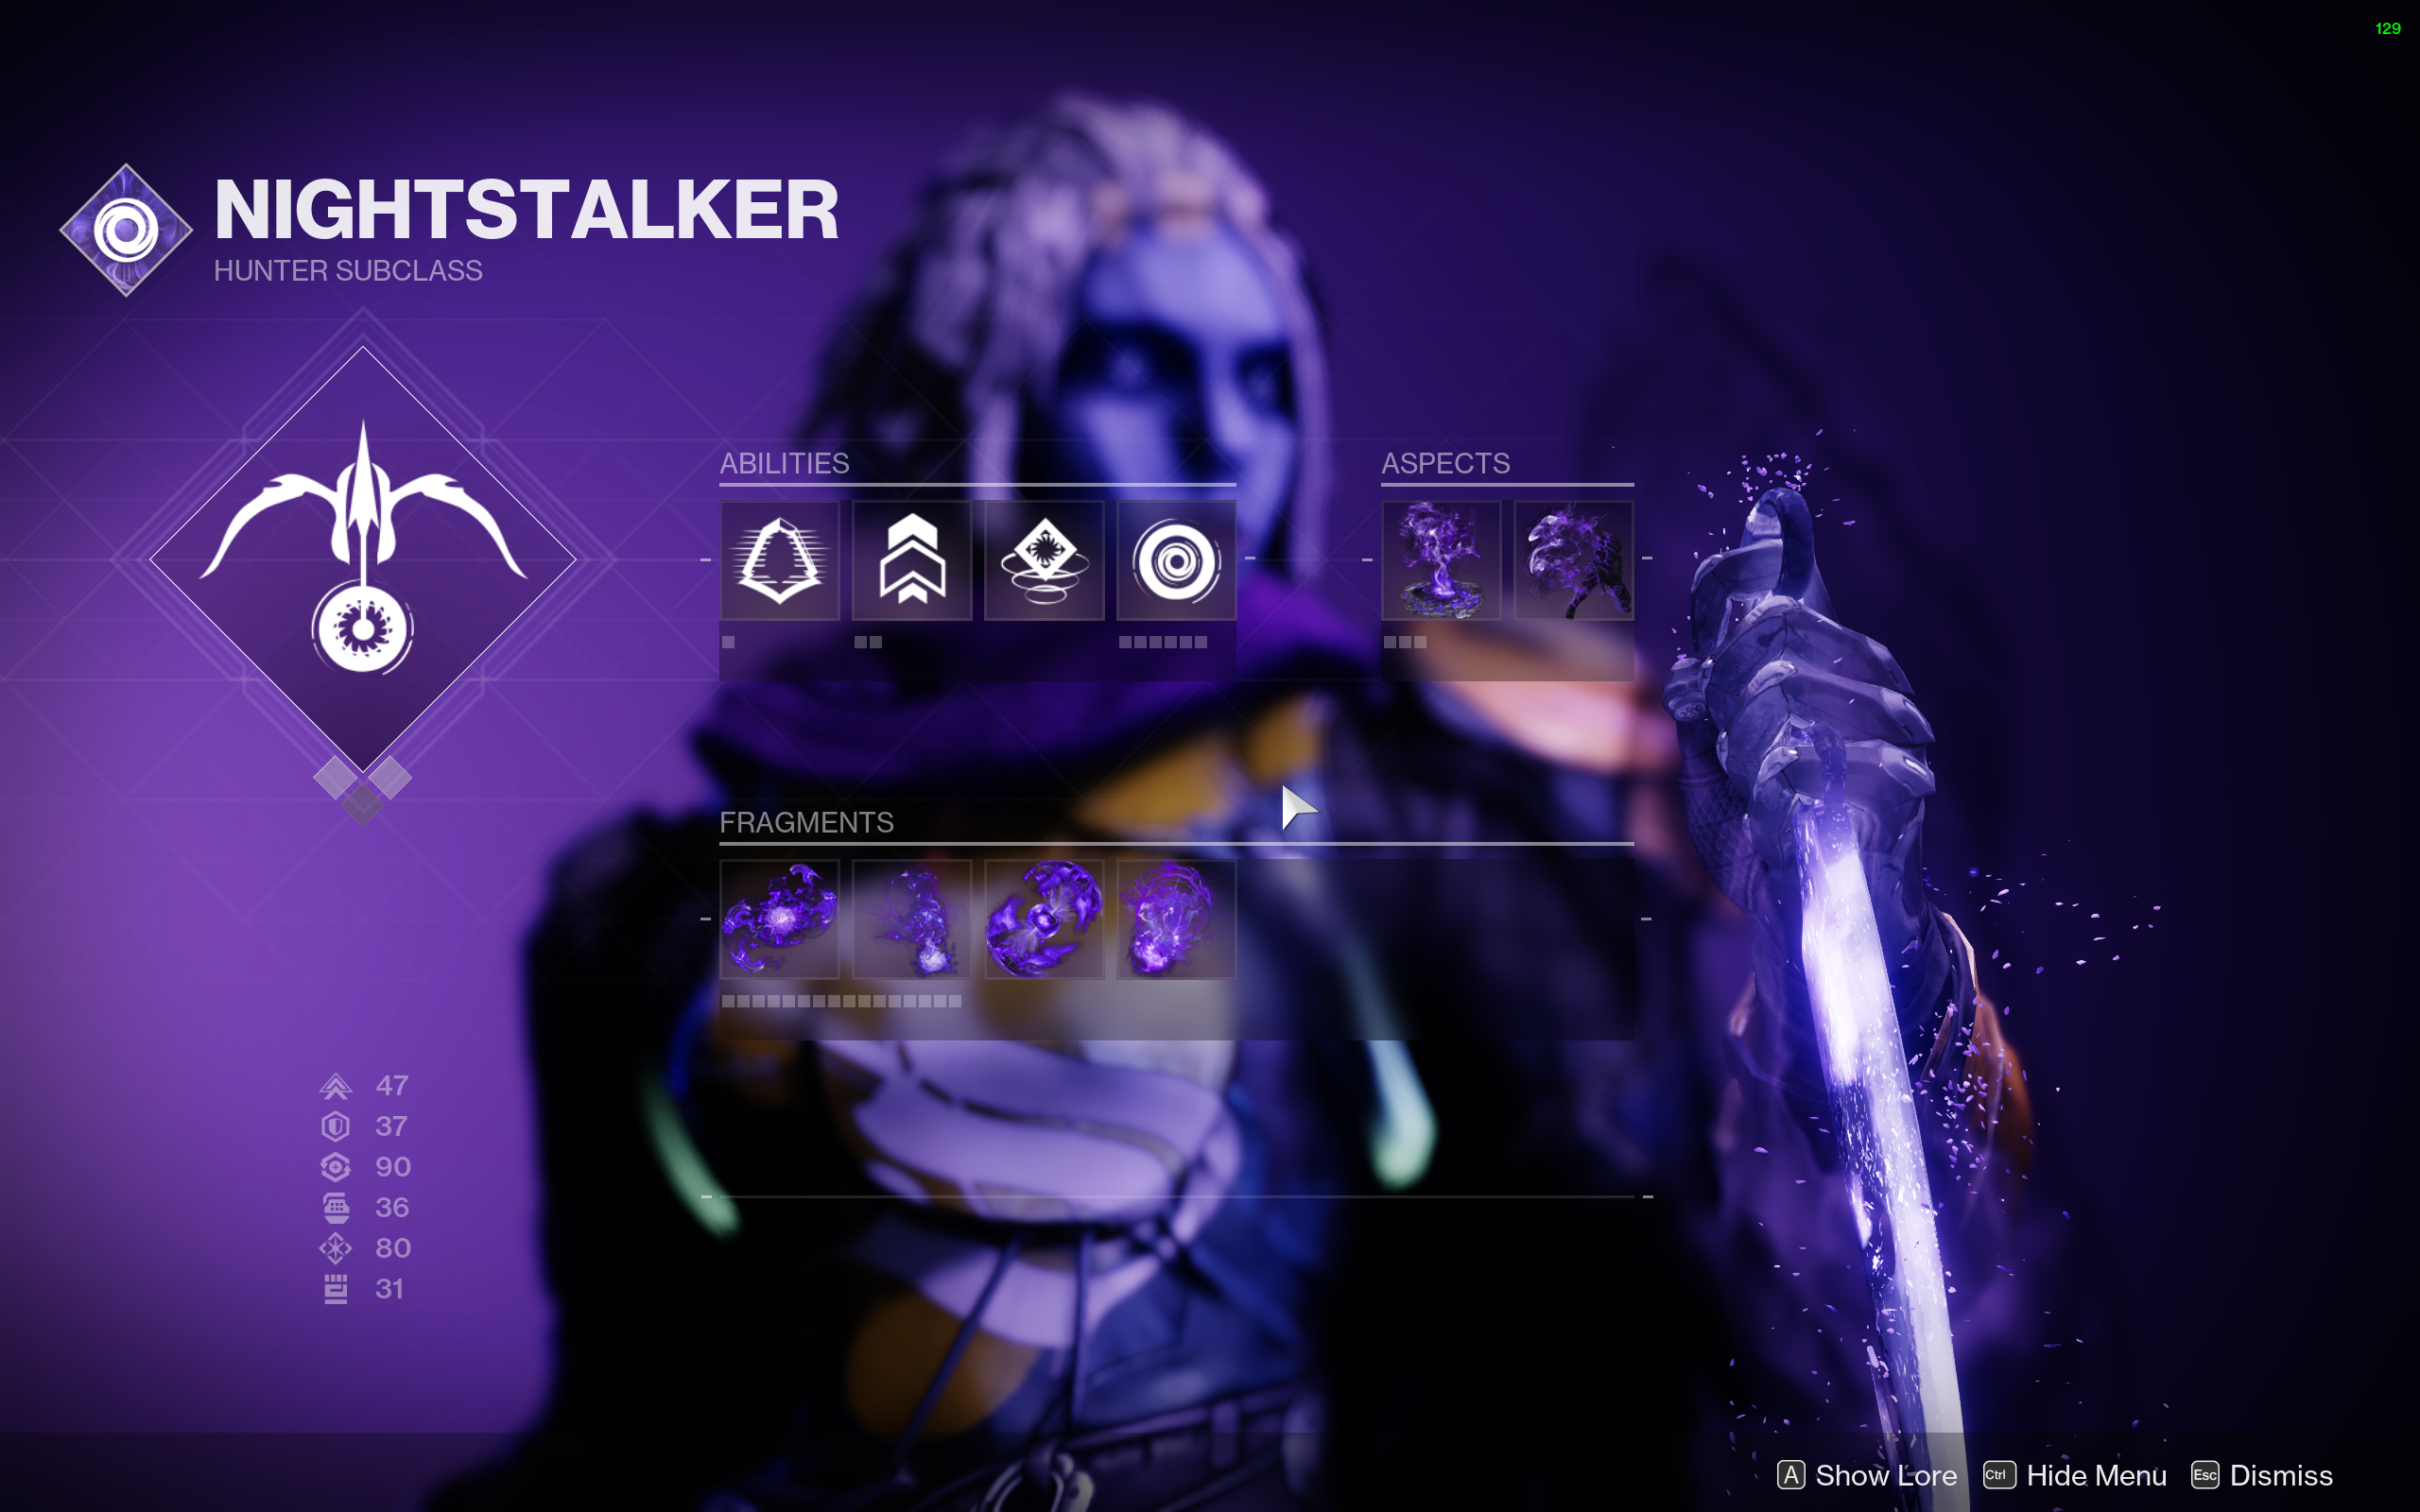 129
NIGHTSTALKER
HUNTER SUBCLASS
ABILITIES
ASPECTS
FRAGMENTS
47
37
90
36
80
31
A Show Lore Ctrl Hide Menu Esc Dismiss